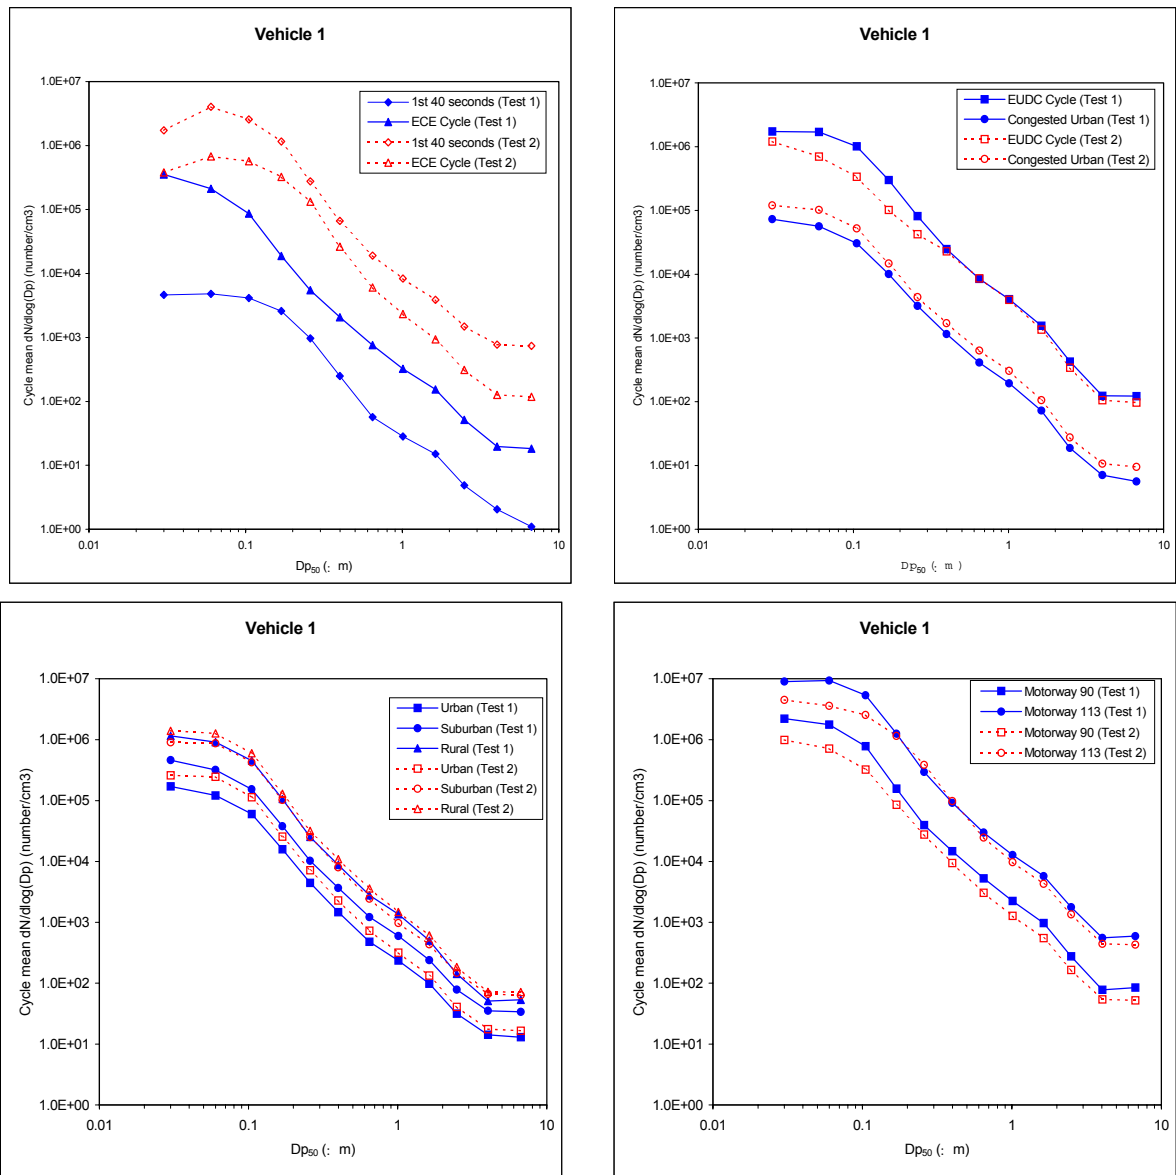 Vehicle 1
Cycle mean dN/dlog(Dp) (number/cm3)
1.0E+07
1.0E+06
1.0E+05
1.0E+04
1.0E+03
1.0E+02
1.0E+01
1.0E+00
1st 40 seconds (Test 1)
ECE Cycle (Test 1)
1st 40 seconds (Test 2)
ECE Cycle (Test 2)
0.01
0.1
1
10
Dp50 (: m)
Vehicle 1
Cycle mean dN/dlog(Dp) (number/cm3)
1.0E+07
1.0E+06
1.0E+05
1.0E+04
1.0E+03
1.0E+02
1.0E+01
1.0E+00
EUDC Cycle (Test 1)
Congested Urban (Test 1)
EUDC Cycle (Test 2)
Congested Urban (Test 2)
0.01
0.1
1
10
Dp50 (: m )
Vehicle 1
Cycle mean dN/dlog(Dp) (number/cm3)
1.0E+07
1.0E+06
1.0E+05
1.0E+04
1.0E+03
1.0E+02
1.0E+01
1.0E+00
Urban (Test 1)
Suburban (Test 1)
Rural (Test 1)
Urban (Test 2)
Suburban (Test 2)
Rural (Test 2)
0.01
0.1
1
10
Dp50 (: m)
Vehicle 1
Cycle mean dN/dlog(Dp) (number/cm3)
1.0E+07
1.0E+06
1.0E+05
1.0E+04
1.0E+03
1.0E+02
1.0E+01
1.0E+00
Motorway 90 (Test 1)
Motorway 113 (Test 1)
Motorway 90 (Test 2)
Motorway 113 (Test 2)
0.01
0.1
1
10
Dp50 (: m)